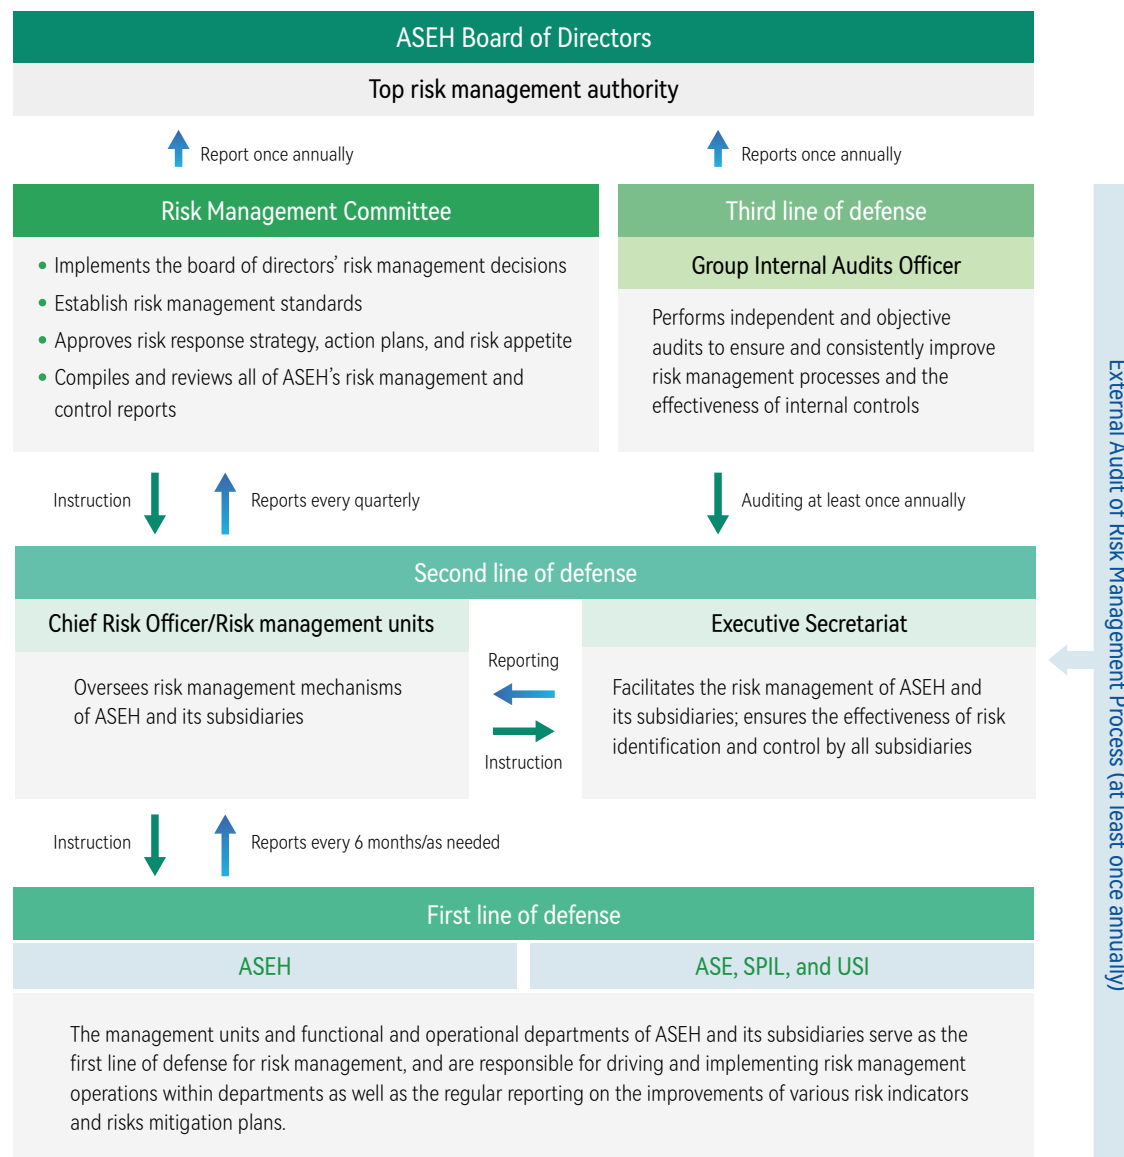 ASEH Board of Directors
Top risk management authority
Report once annually
Reports once annually
Risk Management Committee
• Implements the board of directors' risk management decisions
• Establish risk management standards
• Approves risk response strategy, action plans, and risk appetite
• Compiles and reviews all of ASEH's risk management and
control reports
Third line of defense
Group Internal Audits Officer
Performs independent and objective
audits to ensure and consistently improve
risk management processes and the
effectiveness of internal controls
Instruction
Reports every quarterly
Auditing at least once annually
Second line of defense
Chief Risk Officer/Risk management units
Oversees risk management mechanisms
of ASEH and its subsidiaries
Reporting
Instruction
Executive Secretariat
Facilitates the risk management of ASEH and
its subsidiaries; ensures the effectiveness of risk
identification and control by all subsidiaries
Instruction
Reports every 6 months/as needed
First line of defense
ASEH
ASE, SPIL, and USI
The management units and functional and operational departments of ASEH and its subsidiaries serve as the
first line of defense for risk management, and are responsible for driving and implementing risk management
operations within departments as well as the regular reporting on the improvements of various risk indicators
and risks mitigation plans.
External Audit of Risk Management Process (at least once annually)